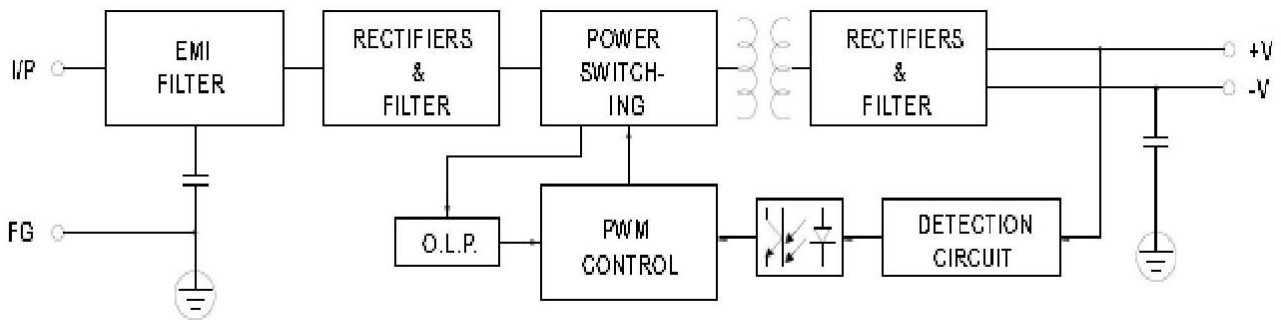 I/P
EMI
FILTER
RECTIFIERS
&
FILTER
POWER
SWITCH-
ING
RECTIFIERS
&
FILTER
+V
-V
FG
O.L.P.
PWM
CONTROL
DETECTION
CIRCUIT